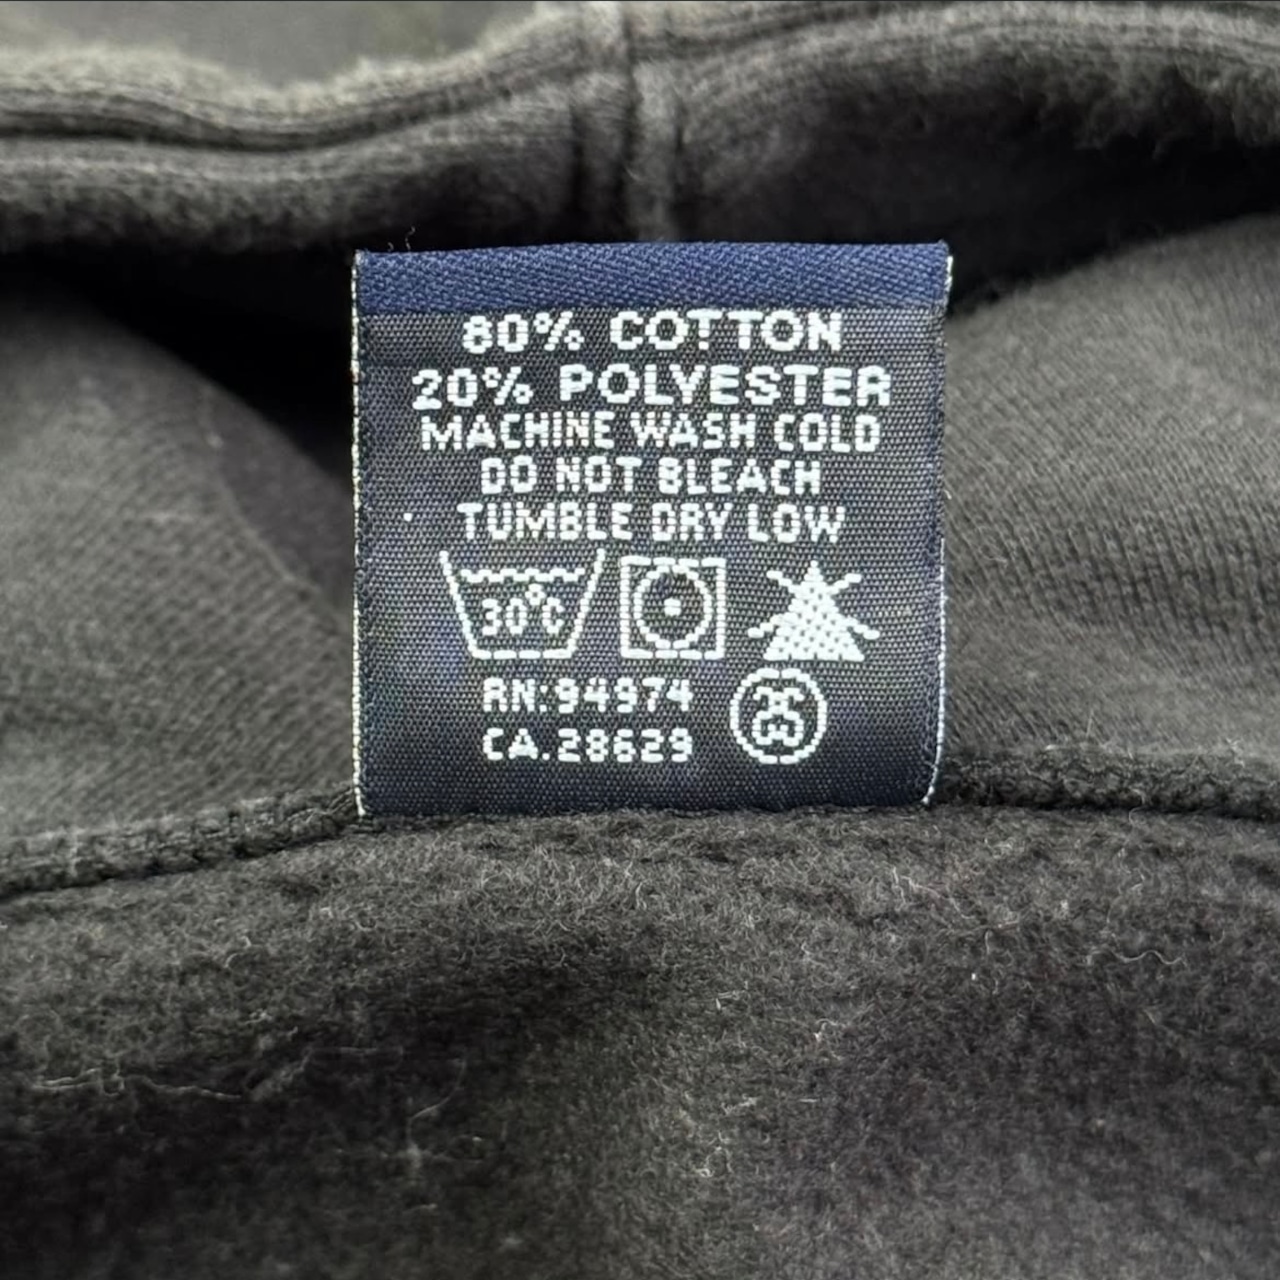 80% COTTON
20% POLYESTER
MACHINE WASH COLD
DO NOT BLEACH
TUMBLE DRY LOW
30°C
RN:94974
CA.28629